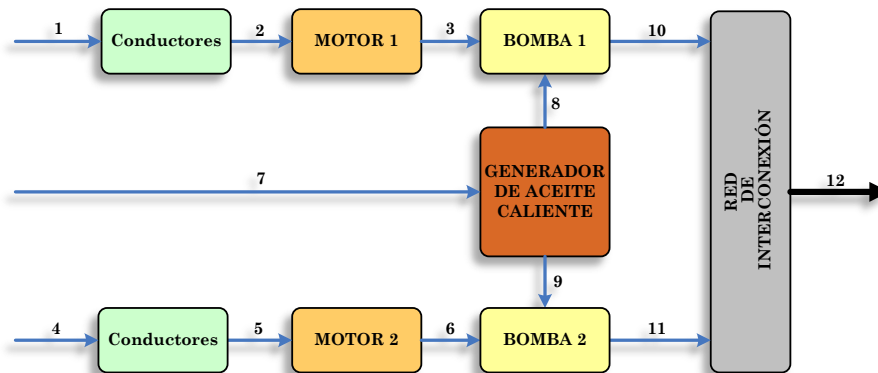 1
Conductores
2
MOTOR 1
3
BOMBA 1
10
8
7
GENERADOR
DE ACEITE
CALIENTE
RED
DE
INTERCONEXIÓN
12
9
4
Conductores
5
MOTOR 2
6
BOMBA 2
11